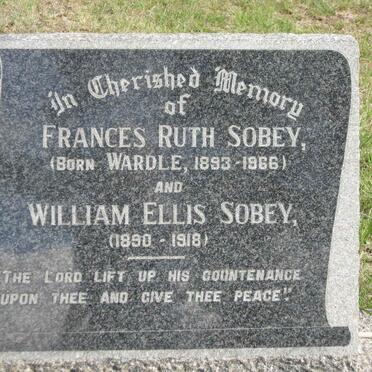 In Cherished Memory
of
FRANCES RUTH SOBEY,
(BORN WARDLE, 1893-1966)
AND
WILLIAM ELLIS SOBEY,
(1890-1918)
"THE LORD LIFT UP HIS COUNTENANCE
UPON THEE AND GIVE THEE PEACE".